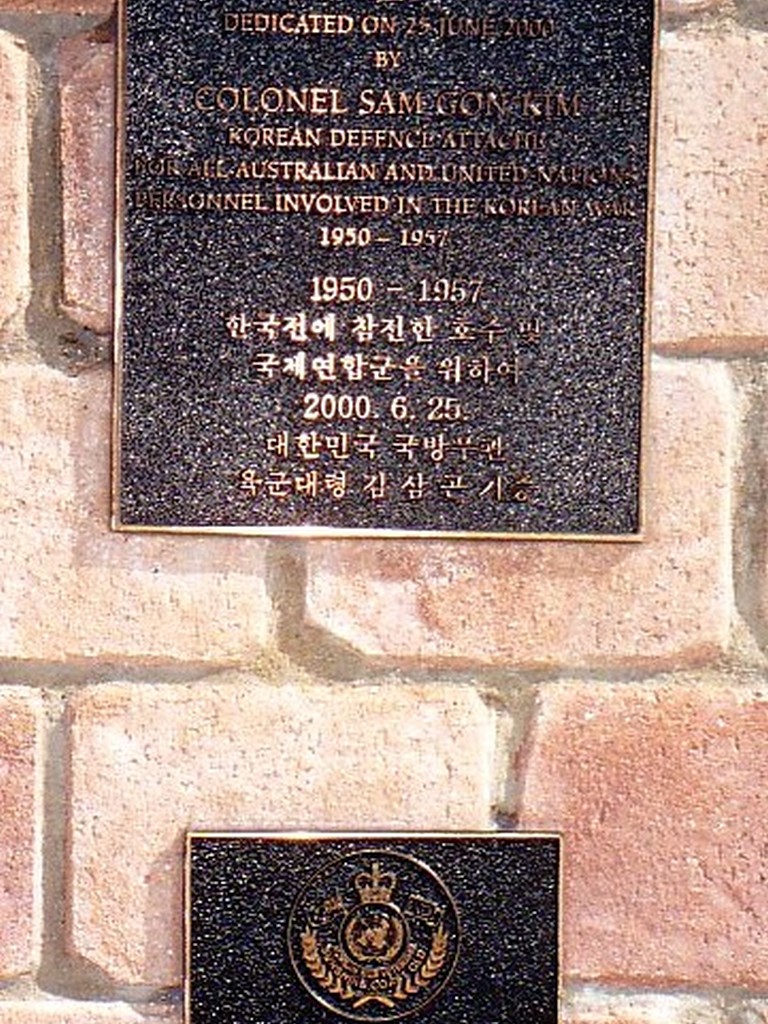 DEDICATED ON 25 JUNE 2000
BY
COLONEL SAM GON KIM
KOREAN DEFENCE ATTACHE
FOR ALL AUSTRALIAN AND UNITED NATIONS
PERSONNEL INVOLVED IN THE KOREAN WAR
1950 – 1957
1950 – 1957
한국전에 참전한 호주 및
국제연합군을 위하여
2000. 6. 25.
대한민국 국방무관
육군대령 김 삼 곤 기증